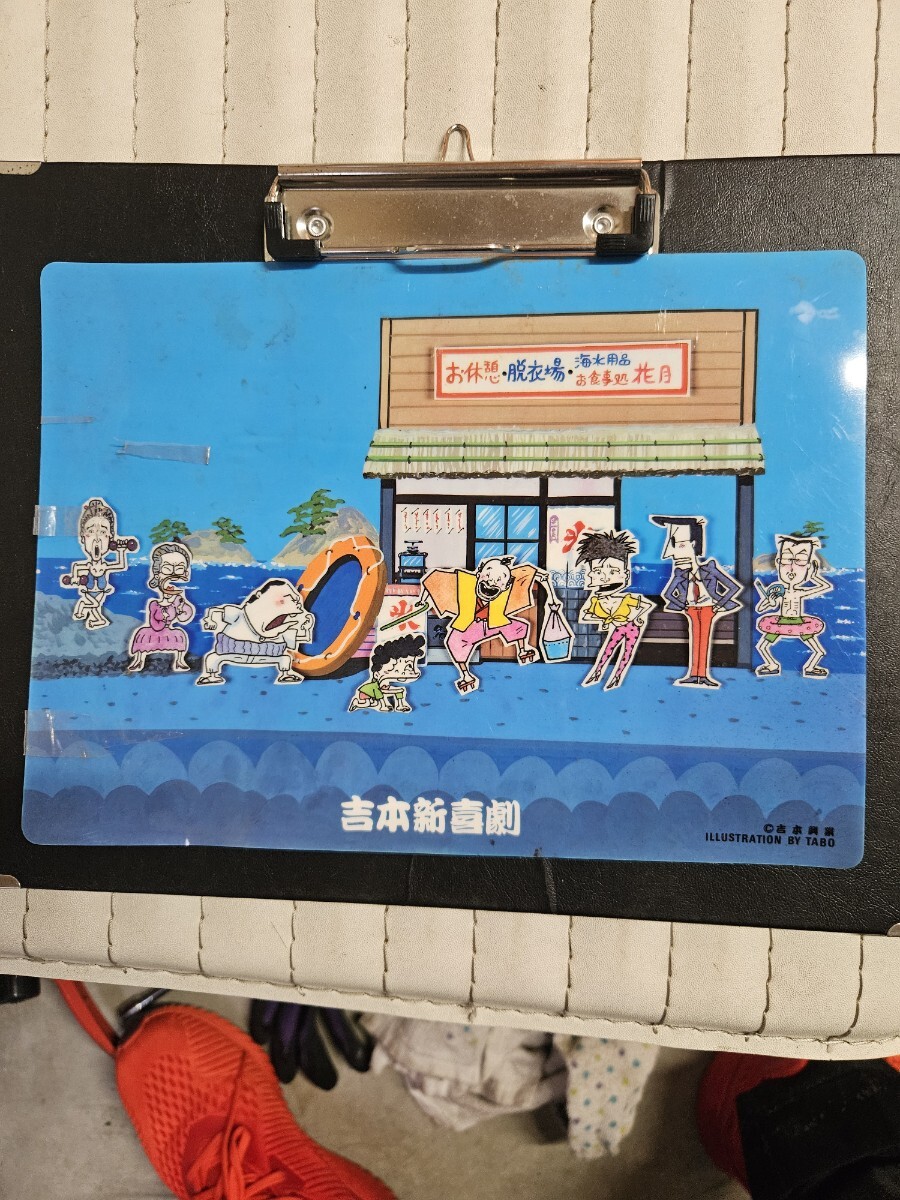 お休憩・脱衣場・海水用品
お食事処 花月
氷
吉本新喜劇
©吉本興業
ILLUSTRATION BY TABO